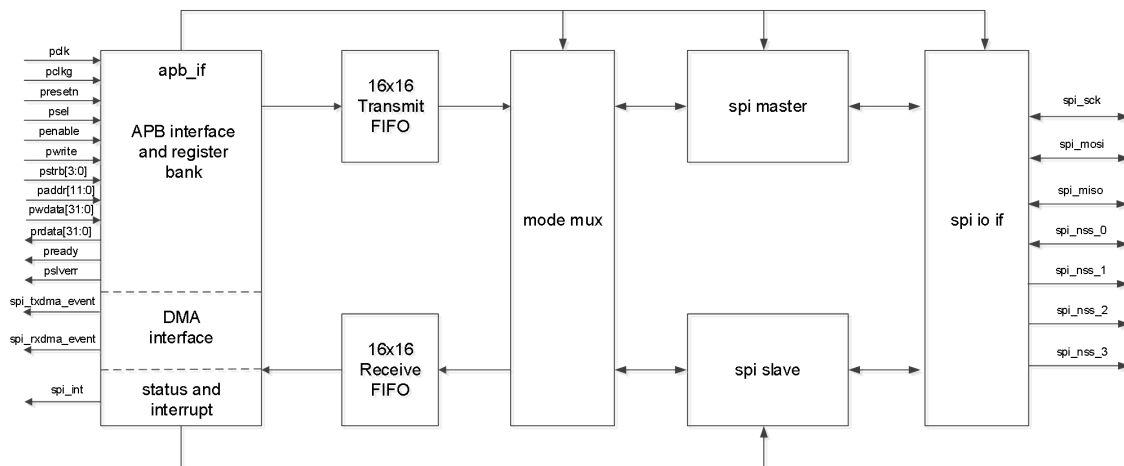 pclk
pclkg
presetn
psel
penable
pwrite
pstrb[3:0]
paddr[11:0]
pwdata[31:0]
prdata[31:0]
pready
pslverr
spi_txdma_event
spi_rxdma_event
spi_int
apb_if
APB interface
and register
bank
DMA
interface
status and
interrupt
16x16
Transmit
FIFO
16x16
Receive
FIFO
mode mux
spi master
spi slave
spi io if
spi_sck
spi_mosi
spi_miso
spi_nss_0
spi_nss_1
spi_nss_2
spi_nss_3